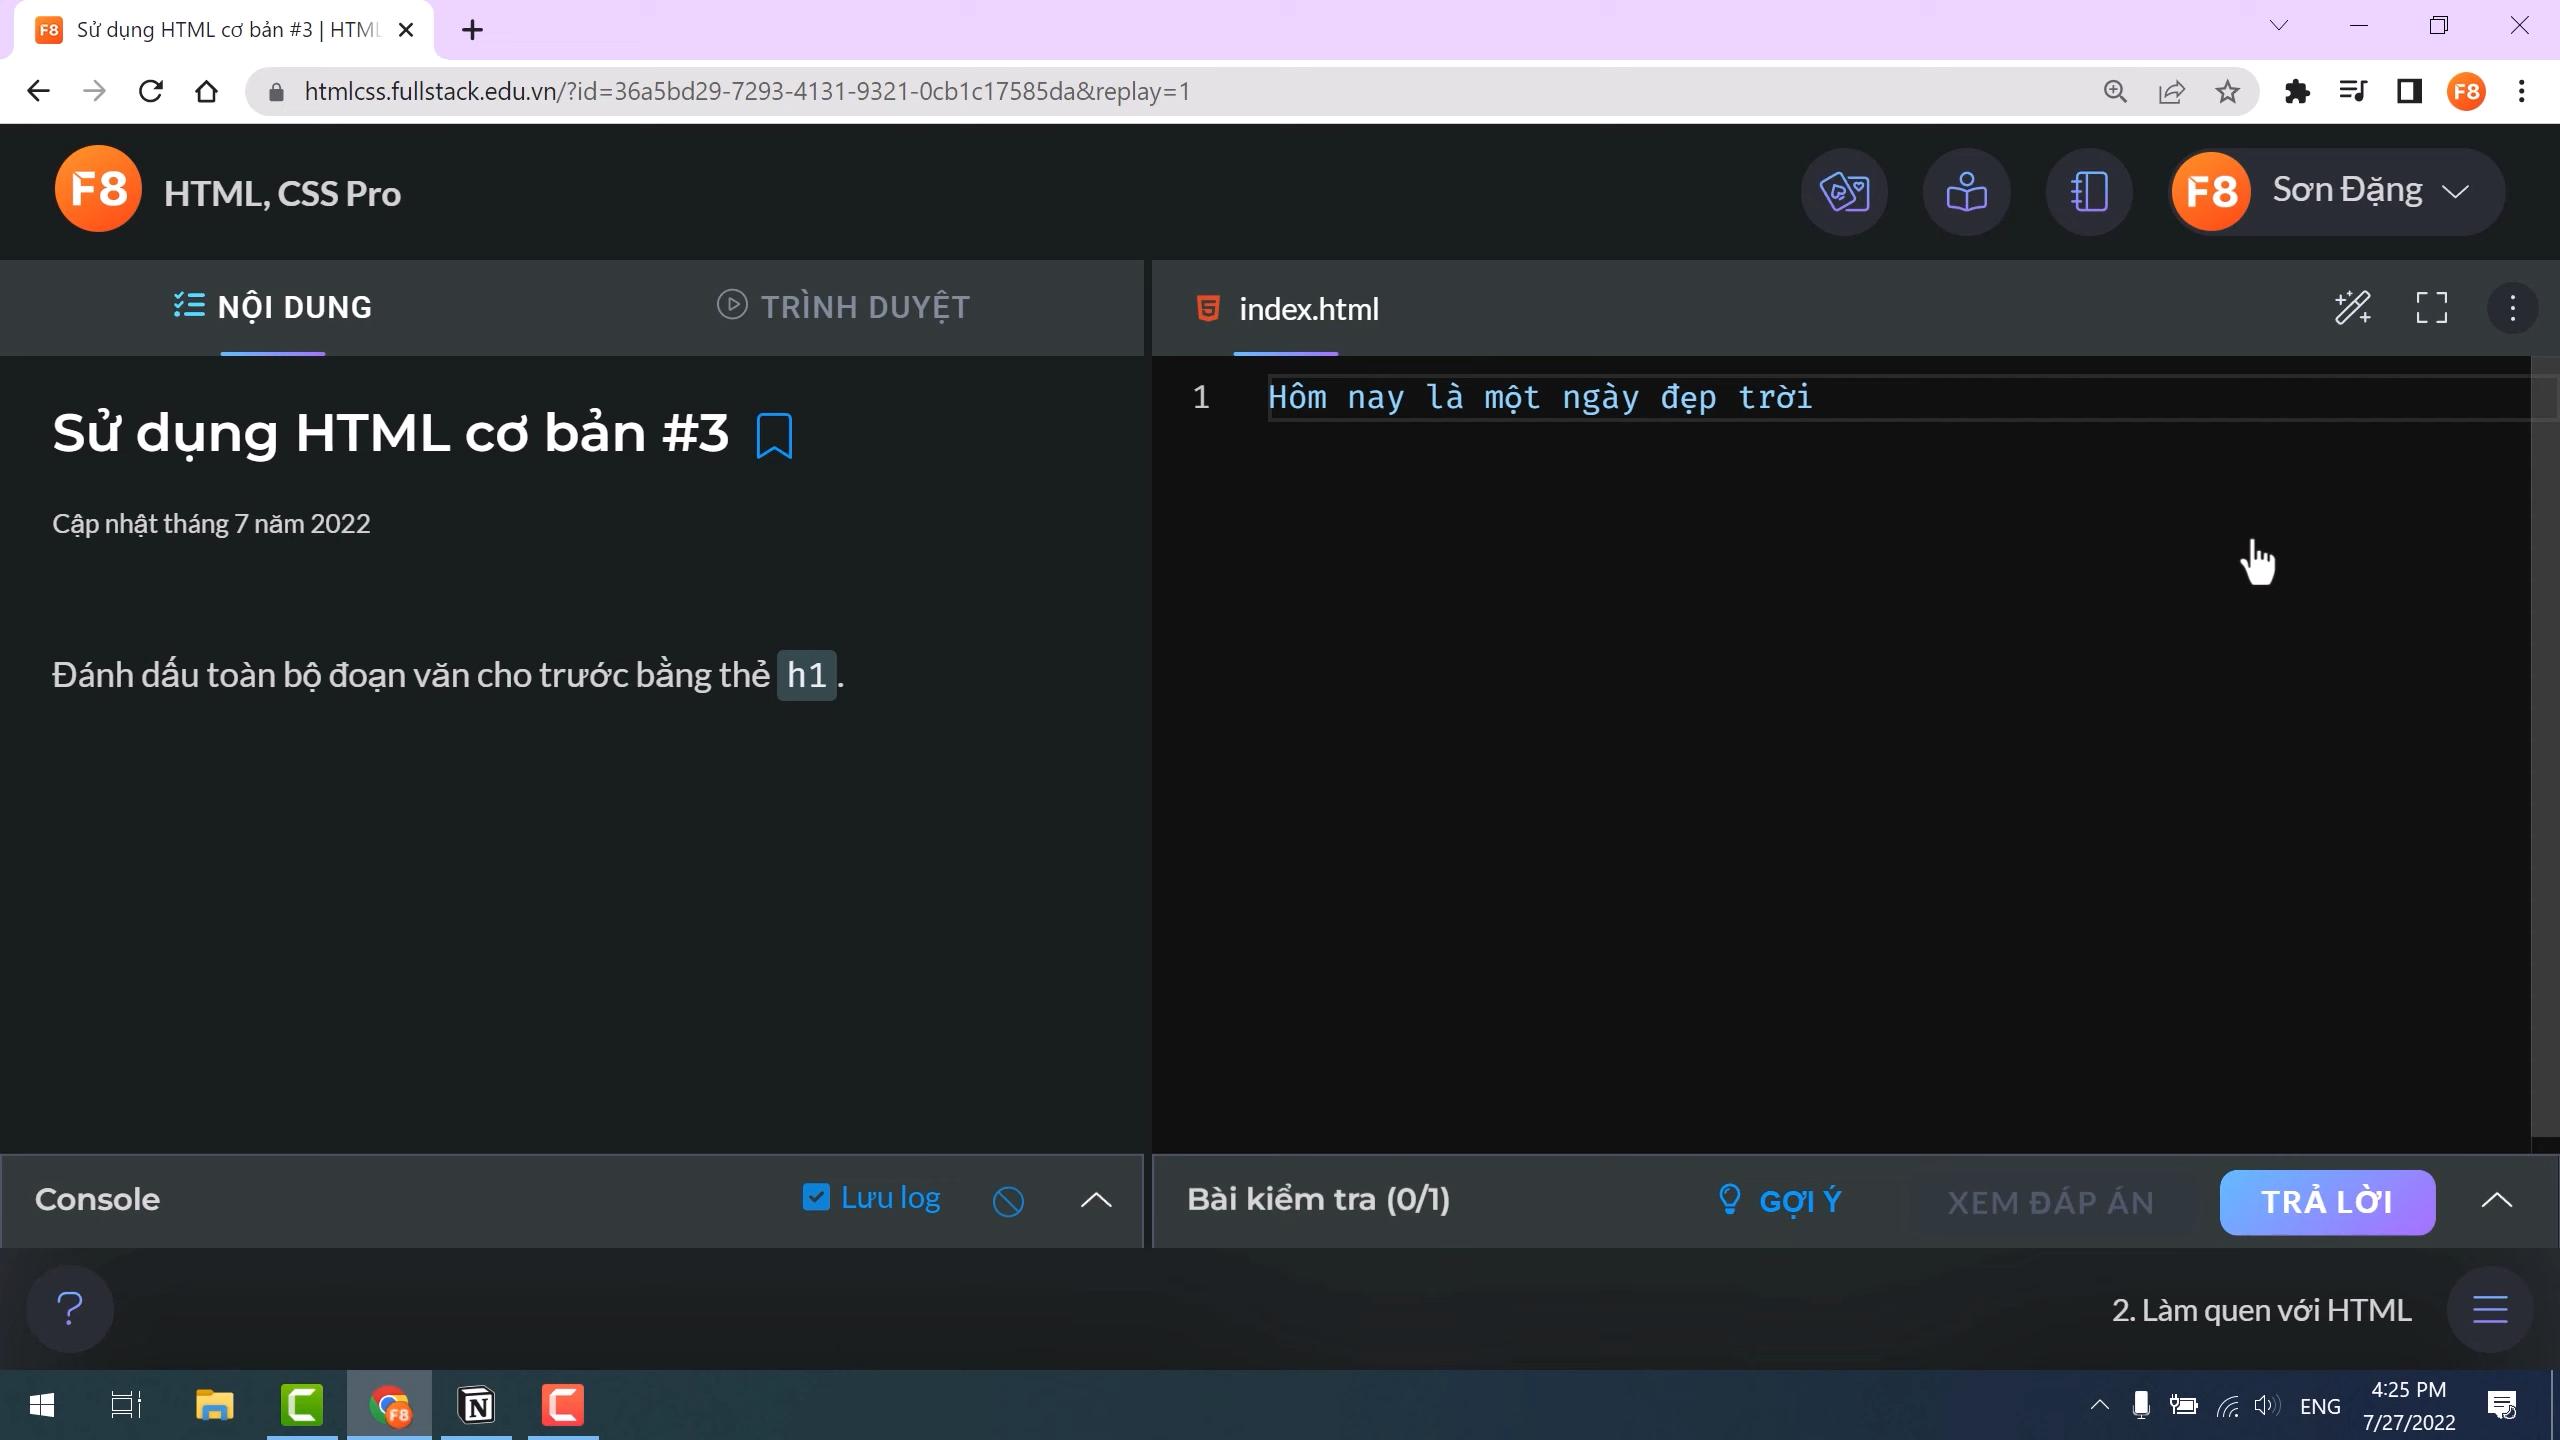 F8 Sử dụng HTML cơ bản #3 | HTML
htmlcss.fullstack.edu.vn/?id=36a5bd29-7293-4131-9321-0cb1c17585da&replay=1
F8
F8 HTML, CSS Pro
F8 Sơn Đặng
NỘI DUNG
TRÌNH DUYỆT
index.html
1 Hôm nay là một ngày đẹp trời
Sử dụng HTML cơ bản #3
Cập nhật tháng 7 năm 2022
Đánh dấu toàn bộ đoạn văn cho trước bằng thẻ h1.
Console
Lưu log
Bài kiểm tra (0/1)
GỢI Ý
XEM ĐÁP ÁN
TRẢ LỜI
?
2. Làm quen với HTML
F8
ENG
4:25 PM
7/27/2022